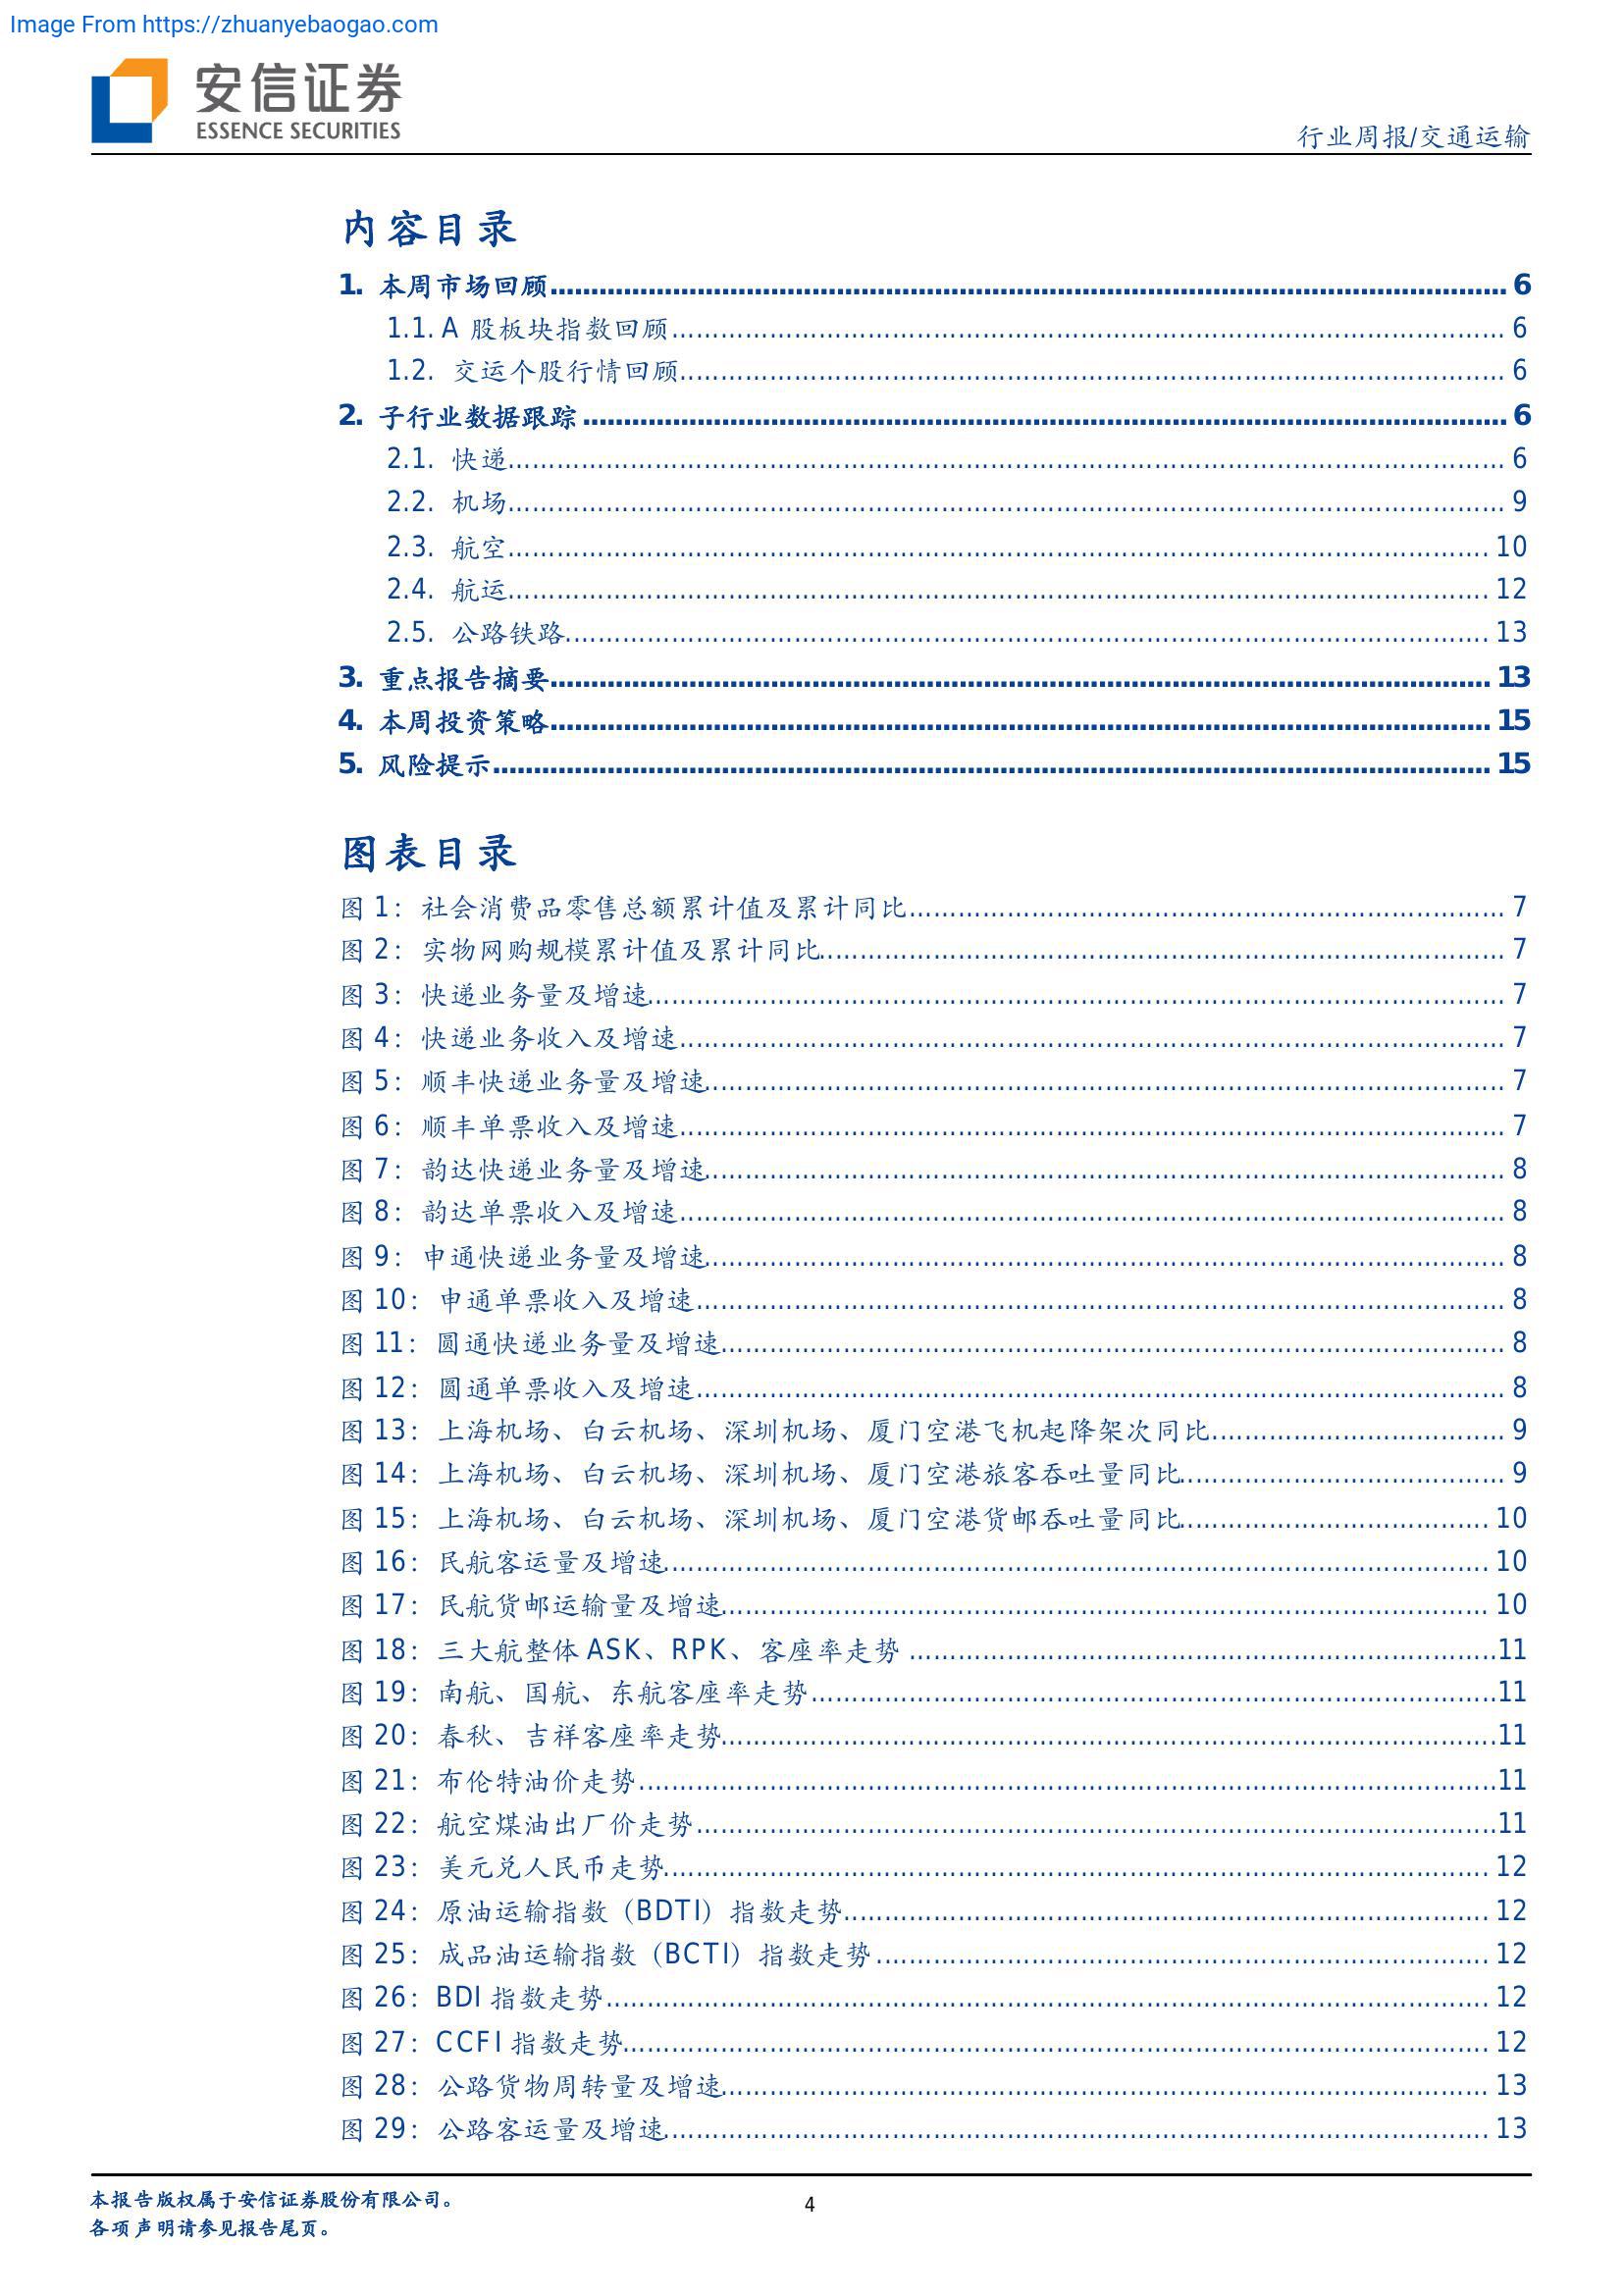 Image From https://zhuanyebaogao.com
安信证券
ESSENCE SECURITIES
行业周报/交通运输
内容目录
1. 本周市场回顾 6
1.1. A 股板块指数回顾 6
1.2. 交运个股行情回顾 6
2. 子行业数据跟踪 6
2.1. 快递 6
2.2. 机场 9
2.3. 航空 10
2.4. 航运 12
2.5. 公路铁路 13
3. 重点报告摘要 13
4. 本周投资策略 15
5. 风险提示 15
图表目录
图 1：社会消费品零售总额累计值及累计同比 7
图 2：实物网购规模累计值及累计同比 7
图 3：快递业务量及增速 7
图 4：快递业务收入及增速 7
图 5：顺丰快递业务量及增速 7
图 6：顺丰单票收入及增速 7
图 7：韵达快递业务量及增速 8
图 8：韵达单票收入及增速 8
图 9：申通快递业务量及增速 8
图 10：申通单票收入及增速 8
图 11：圆通快递业务量及增速 8
图 12：圆通单票收入及增速 8
图 13：上海机场、白云机场、深圳机场、厦门空港飞机起降架次同比 9
图 14：上海机场、白云机场、深圳机场、厦门空港旅客吞吐量同比 9
图 15：上海机场、白云机场、深圳机场、厦门空港货邮吞吐量同比 10
图 16：民航客运量及增速 10
图 17：民航货邮运输量及增速 10
图 18：三大航整体 ASK、RPK、客座率走势 11
图 19：南航、国航、东航客座率走势 11
图 20：春秋、吉祥客座率走势 11
图 21：布伦特油价走势 11
图 22：航空煤油出厂价走势 11
图 23：美元兑人民币走势 12
图 24：原油运输指数（BDTI）指数走势 12
图 25：成品油运输指数（BCTI）指数走势 12
图 26：BDI 指数走势 12
图 27：CCFI 指数走势 12
图 28：公路货物周转量及增速 13
图 29：公路客运量及增速 13
本报告版权属于安信证券股份有限公司。
各项声明请参见报告尾页。
4